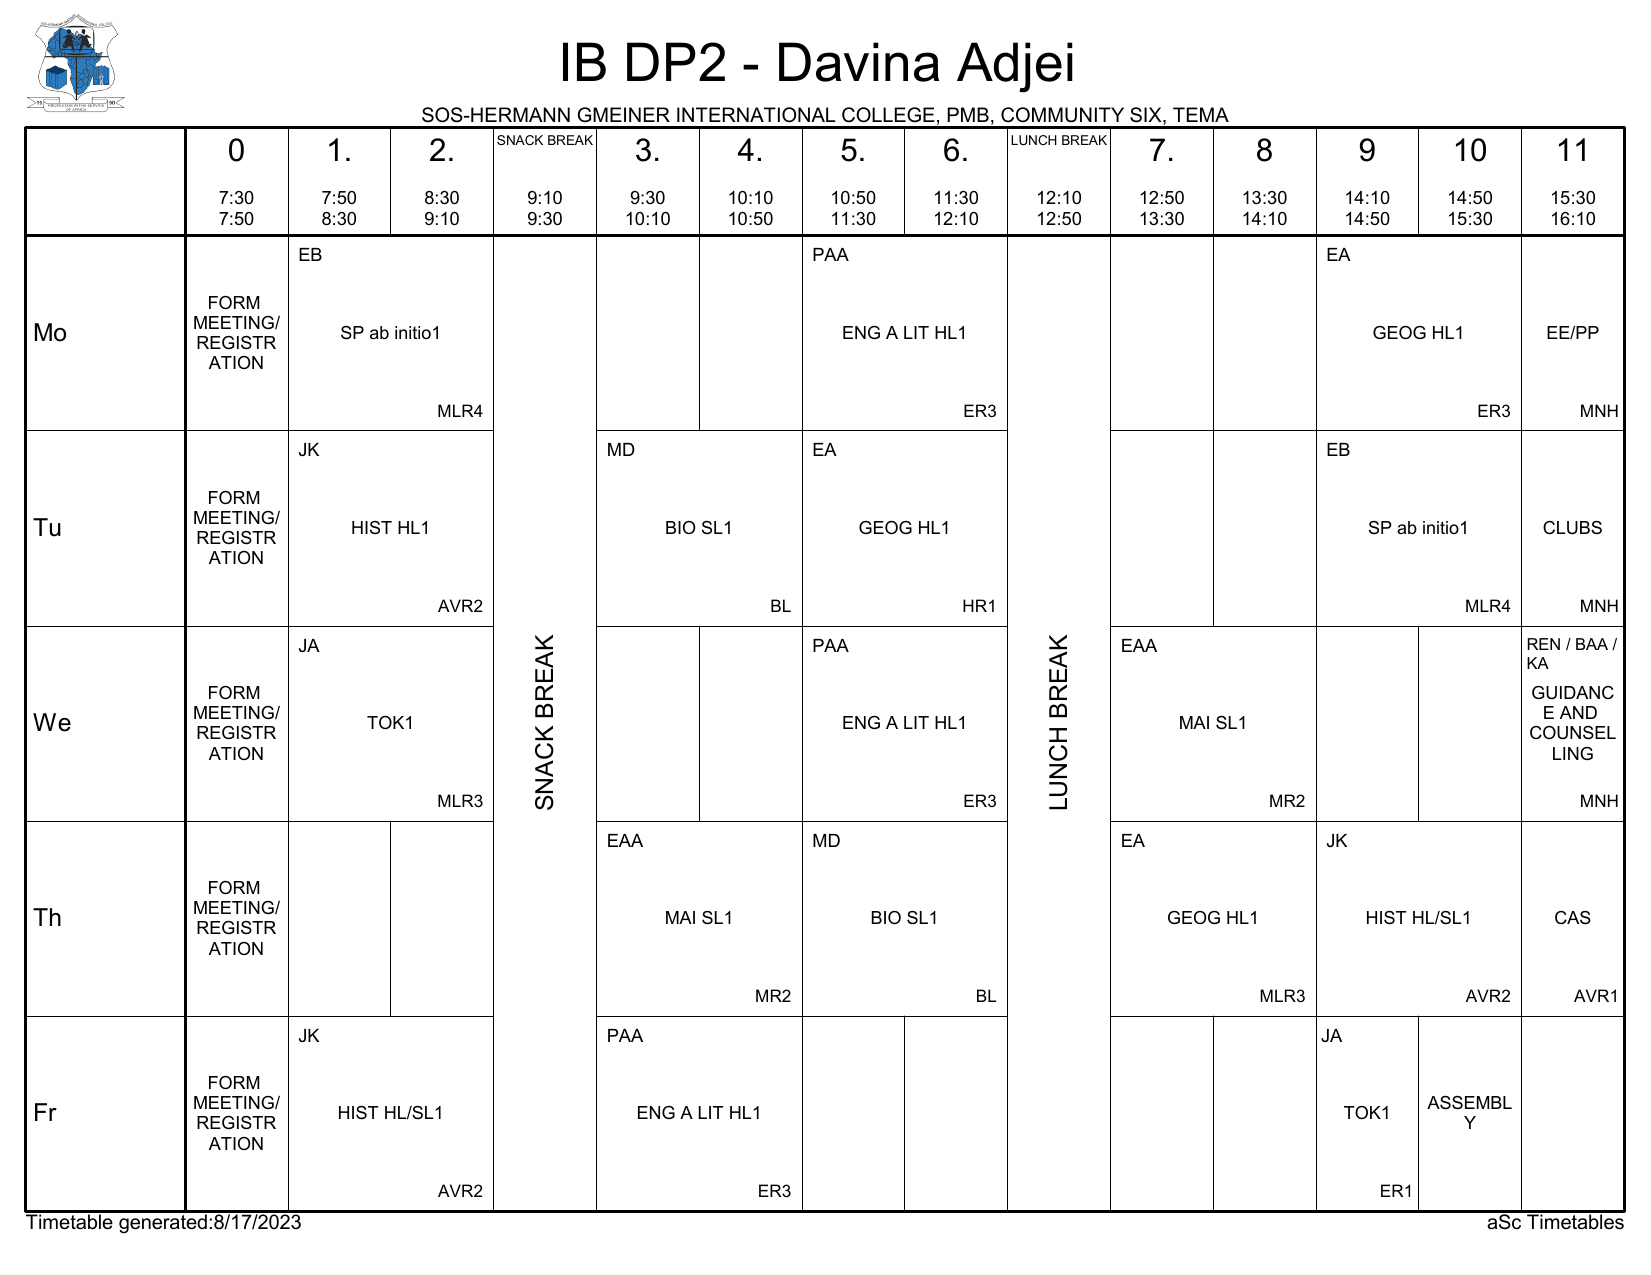 IB DP2 - Davina Adjei
SOS-HERMANN GMEINER INTERNATIONAL COLLEGE, PMB, COMMUNITY SIX, TEMA
0
7:30
7:50
1.
7:50
8:30
2.
8:30
9:10
SNACK BREAK
9:10
9:30
3.
9:30
10:10
4.
10:10
10:50
5.
10:50
11:30
6.
11:30
12:10
LUNCH BREAK
12:10
12:50
7.
12:50
13:30
8
13:30
14:10
9
14:10
14:50
10
14:50
15:30
11
15:30
16:10
Mo
FORM
MEETING/
REGISTR
ATION
EB
SP ab initio1
MLR4
PAA
ENG A LIT HL1
ER3
EA
GEOG HL1
ER3
EE/PP
MNH
Tu
FORM
MEETING/
REGISTR
ATION
JK
HIST HL1
AVR2
MD
BIO SL1
BL
EA
GEOG HL1
HR1
EB
SP ab initio1
MLR4
CLUBS
MNH
We
FORM
MEETING/
REGISTR
ATION
JA
TOK1
MLR3
SNACK BREAK
PAA
ENG A LIT HL1
ER3
LUNCH BREAK
EAA
MAI SL1
MR2
REN / BAA /
KA
GUIDANC
E AND
COUNSEL
LING
MNH
Th
FORM
MEETING/
REGISTR
ATION
EAA
MAI SL1
MR2
MD
BIO SL1
BL
EA
GEOG HL1
MLR3
JK
HIST HL/SL1
AVR2
CAS
AVR1
Fr
FORM
MEETING/
REGISTR
ATION
JK
HIST HL/SL1
AVR2
PAA
ENG A LIT HL1
ER3
JA
TOK1
ER1
ASSEMBL
Y
Timetable generated:8/17/2023
aSc Timetables